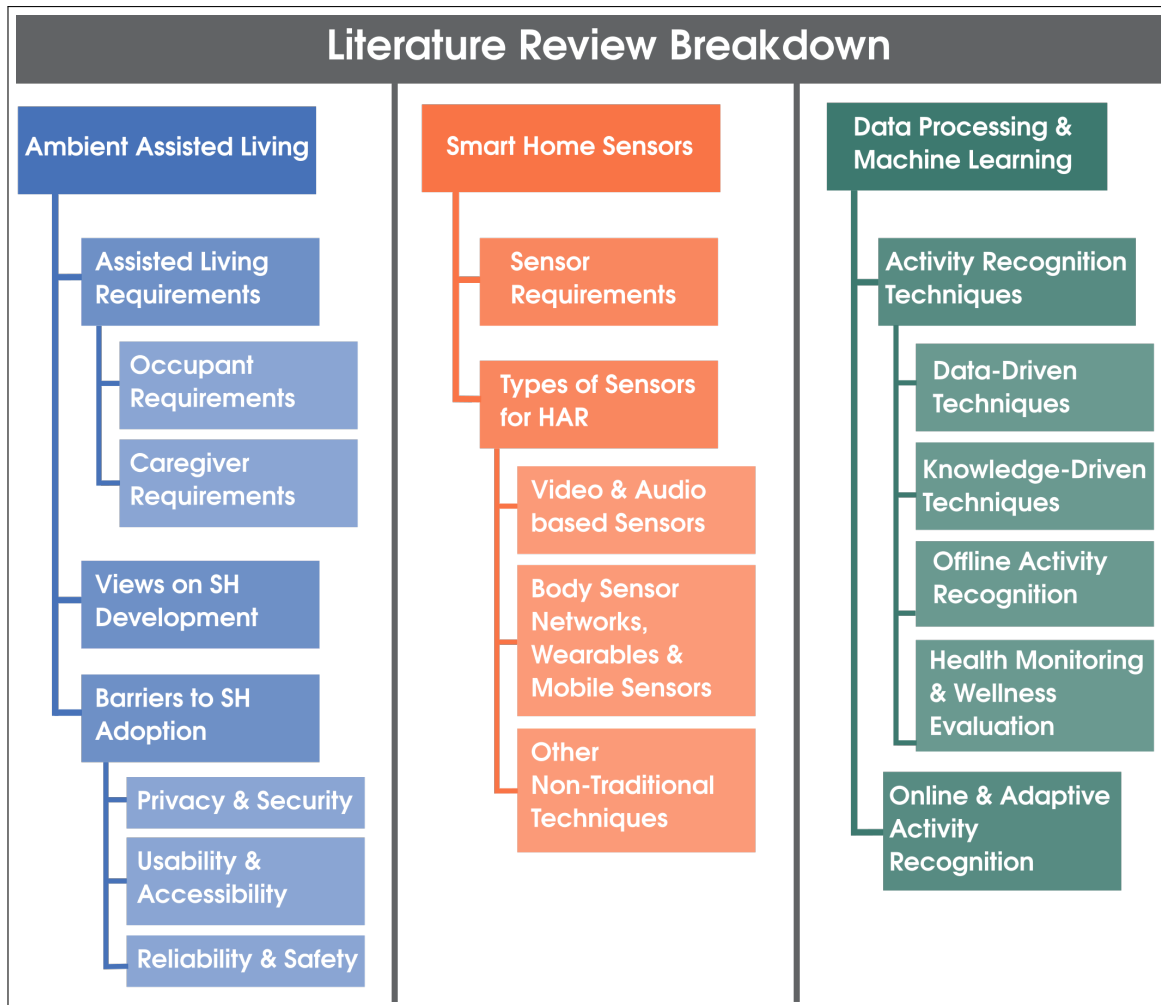 Literature Review Breakdown
Ambient Assisted Living
Assisted Living
Requirements
Occupant
Requirements
Caregiver
Requirements
Views on SH
Development
Barriers to SH
Adoption
Privacy & Security
Usability &
Accessibility
Reliability & Safety
Smart Home Sensors
Sensor
Requirements
Types of Sensors
for HAR
Video & Audio
based Sensors
Body Sensor
Networks,
Wearables &
Mobile Sensors
Other
Non-Traditional
Techniques
Data Processing &
Machine Learning
Activity Recognition
Techniques
Data-Driven
Techniques
Knowledge-Driven
Techniques
Offline Activity
Recognition
Health Monitoring
& Wellness
Evaluation
Online & Adaptive
Activity
Recognition